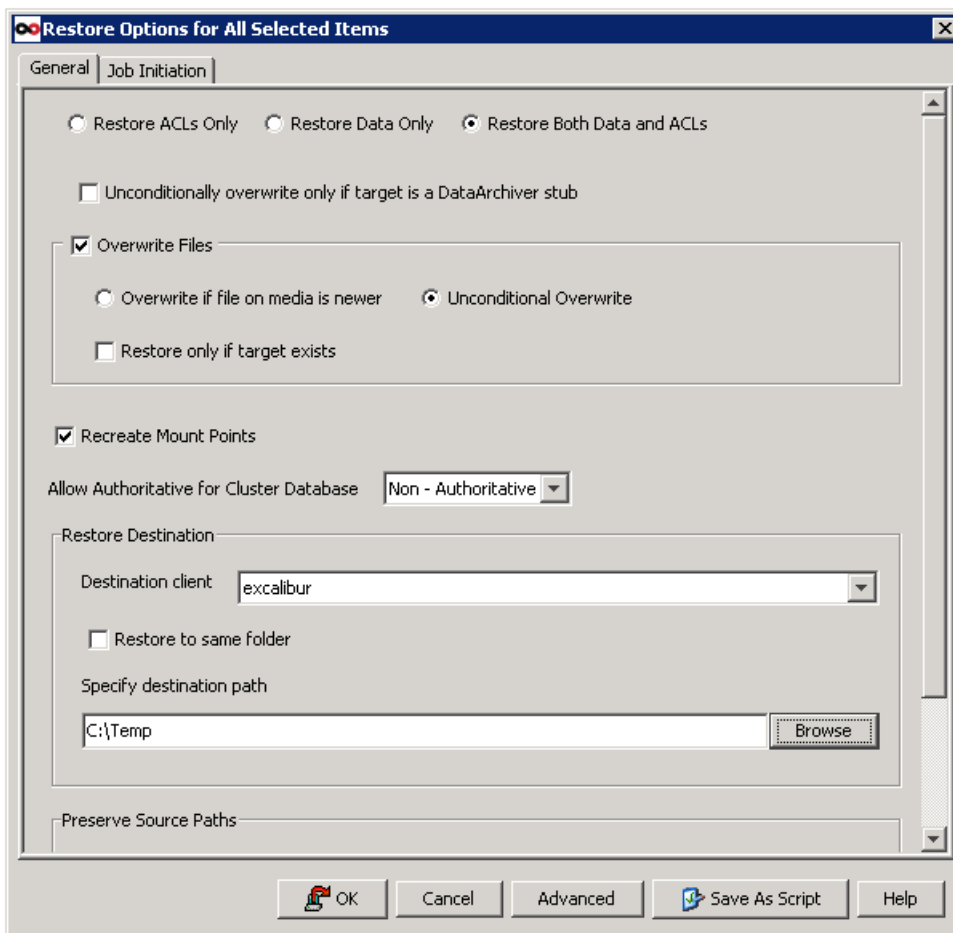 Restore Options for All Selected Items
General Job Initiation
Restore ACLs Only Restore Data Only Restore Both Data and ACLs
Unconditionally overwrite only if target is a DataArchiver stub
Overwrite Files
Overwrite if file on media is newer Unconditional Overwrite
Restore only if target exists
Recreate Mount Points
Allow Authoritative for Cluster Database Non - Authoritative
Restore Destination
Destination client excalibur
Restore to same folder
Specify destination path
C:\Temp Browse
Preserve Source Paths
OK Cancel Advanced Save As Script Help